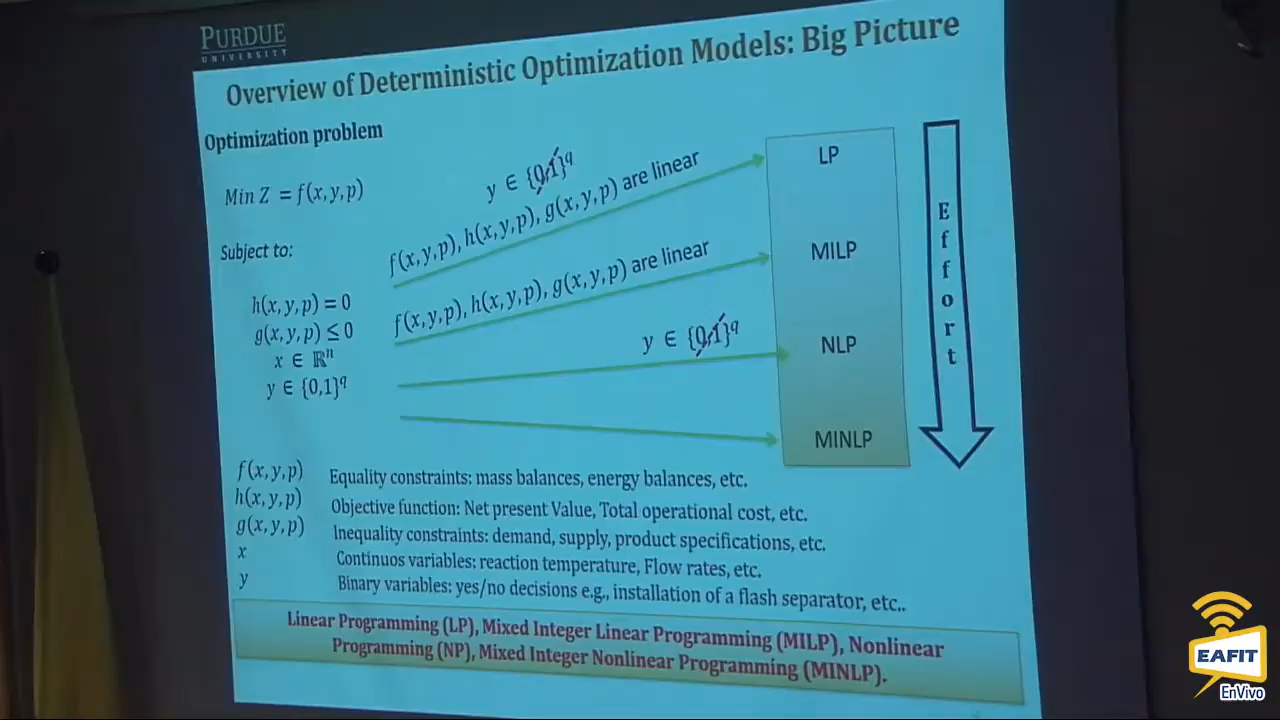 PURDUE
UNIVERSITY
Overview of Deterministic Optimization Models: Big Picture
Optimization problem
Min Z = f(x,y,p)
Subject to:
h(x,y,p) = 0
g(x,y,p) ≤ 0
x ∈ ℝⁿ
y ∈ {0,1}^q
y ∈ {0,1}^q
f(x,y,p), h(x,y,p), g(x,y,p) are linear
f(x,y,p), h(x,y,p), g(x,y,p) are linear
y ∈ {0,1}^q
LP
MILP
NLP
MINLP
Effort
f(x,y,p) Equality constraints: mass balances, energy balances, etc.
h(x,y,p) Objective function: Net present Value, Total operational cost, etc.
g(x,y,p) Inequality constraints: demand, supply, product specifications, etc.
x Continuos variables: reaction temperature, Flow rates, etc.
y Binary variables: yes/no decisions e.g., installation of a flash separator, etc..
Linear Programming (LP), Mixed Integer Linear Programming (MILP), Nonlinear
Programming (NP), Mixed Integer Nonlinear Programming (MINLP).
EAFIT
EnVivo